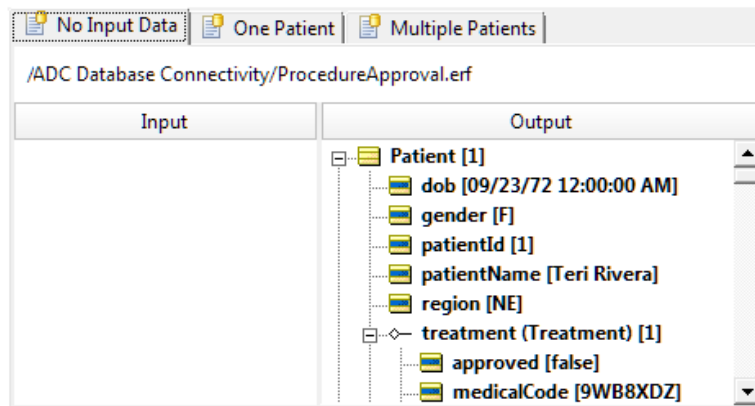 No Input Data One Patient Multiple Patients
/ADC Database Connectivity/ProcedureApproval.erf
Input Output
Patient [1]
dob [09/23/72 12:00:00 AM]
gender [F]
patientId [1]
patientName [Teri Rivera]
region [NE]
treatment (Treatment) [1]
approved [false]
medicalCode [9WB8XDZ]